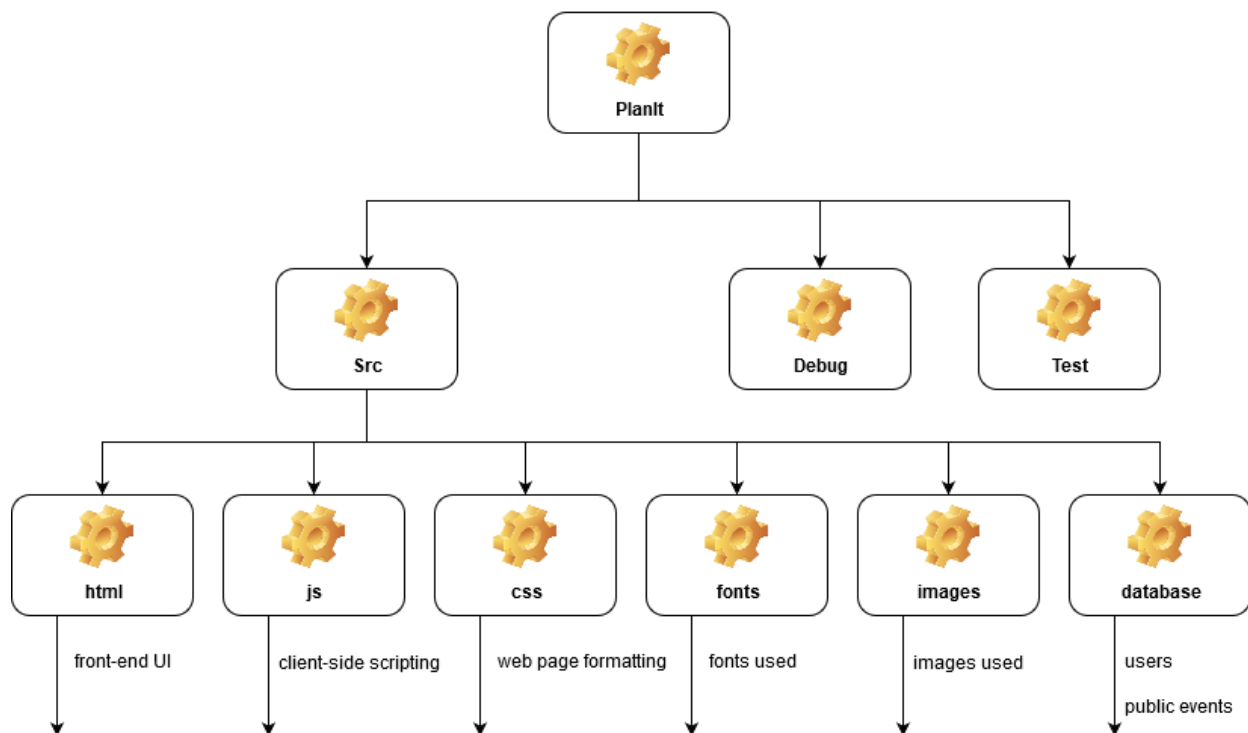 PlanIt
Src
Debug
Test
html
js
css
fonts
images
database
front-end UI
client-side scripting
web page formatting
fonts used
images used
users
public events